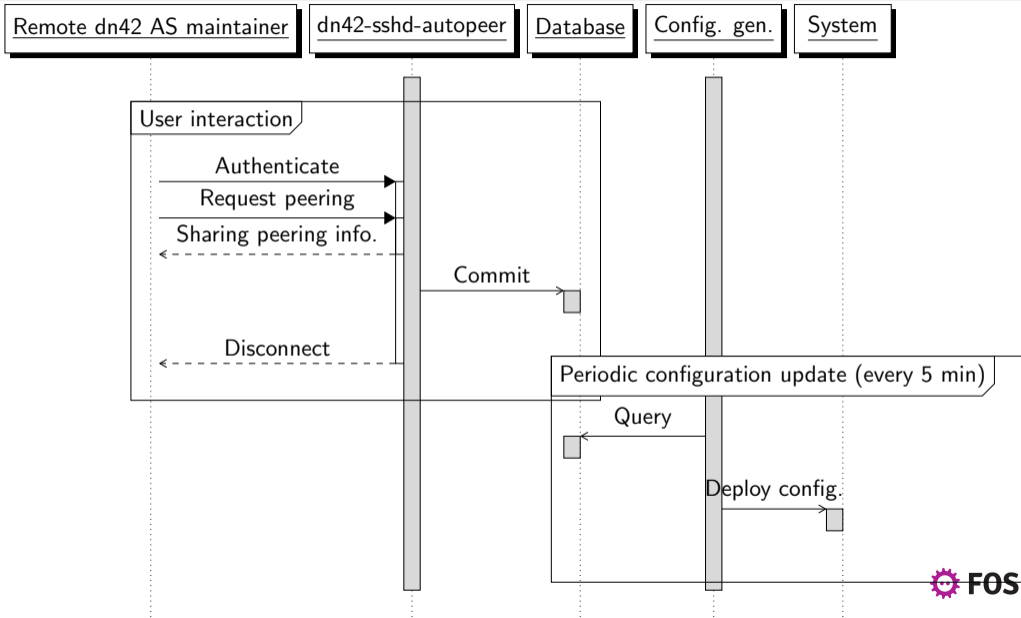 Remote dn42 AS maintainer
dn42-sshd-autopeer
Database
Config. gen.
System
User interaction
Authenticate
Request peering
Sharing peering info.
Commit
Disconnect
Periodic configuration update (every 5 min)
Query
Deploy config.
FOS